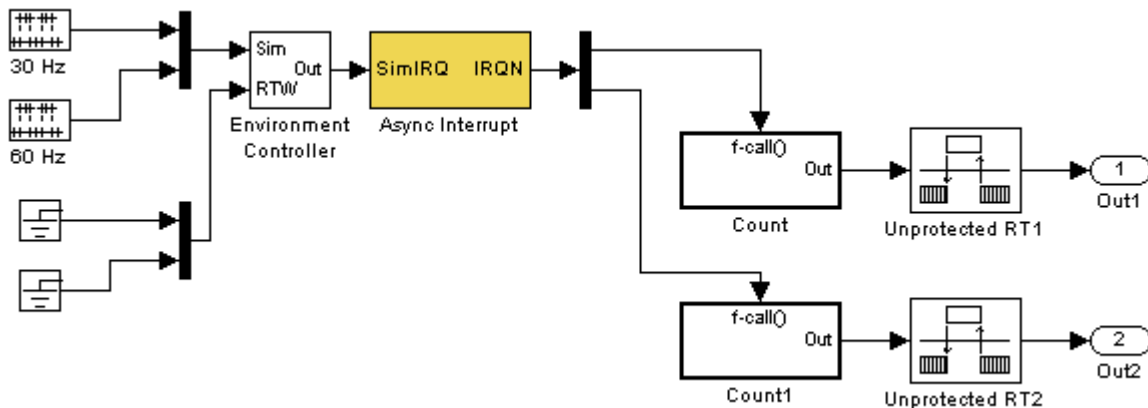 30 Hz
60 Hz
Sim
Out
RTW
Environment
Controller
SimIRQ IRQN
Async Interrupt
f-call()
Out
Count
Unprotected RT1
1
Out1
f-call()
Out
Count1
Unprotected RT2
2
Out2